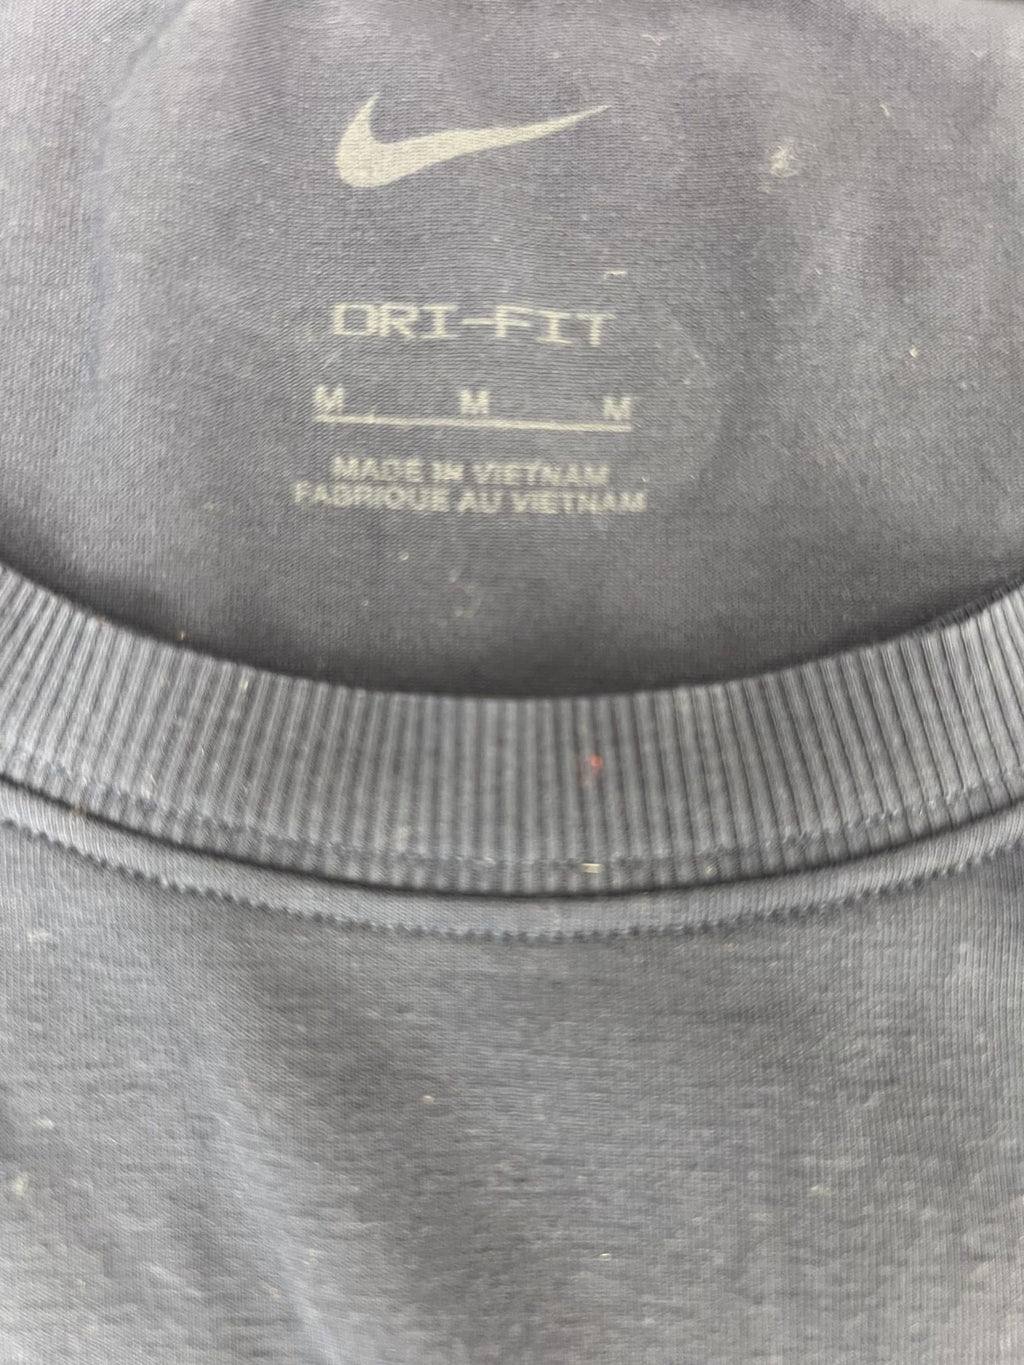 DRI-FIT
M M M
MADE IN VIETNAM
FABRIQUE AU VIETNAM